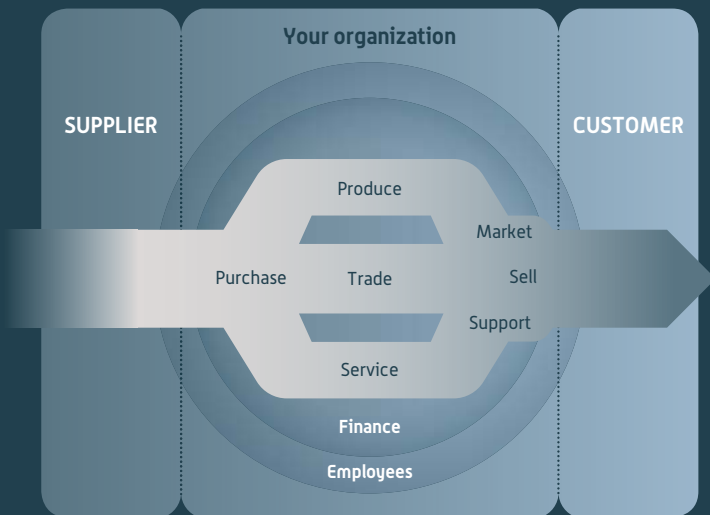 Your organization
SUPPLIER
CUSTOMER
Produce
Market
Purchase
Trade
Sell
Support
Service
Finance
Employees